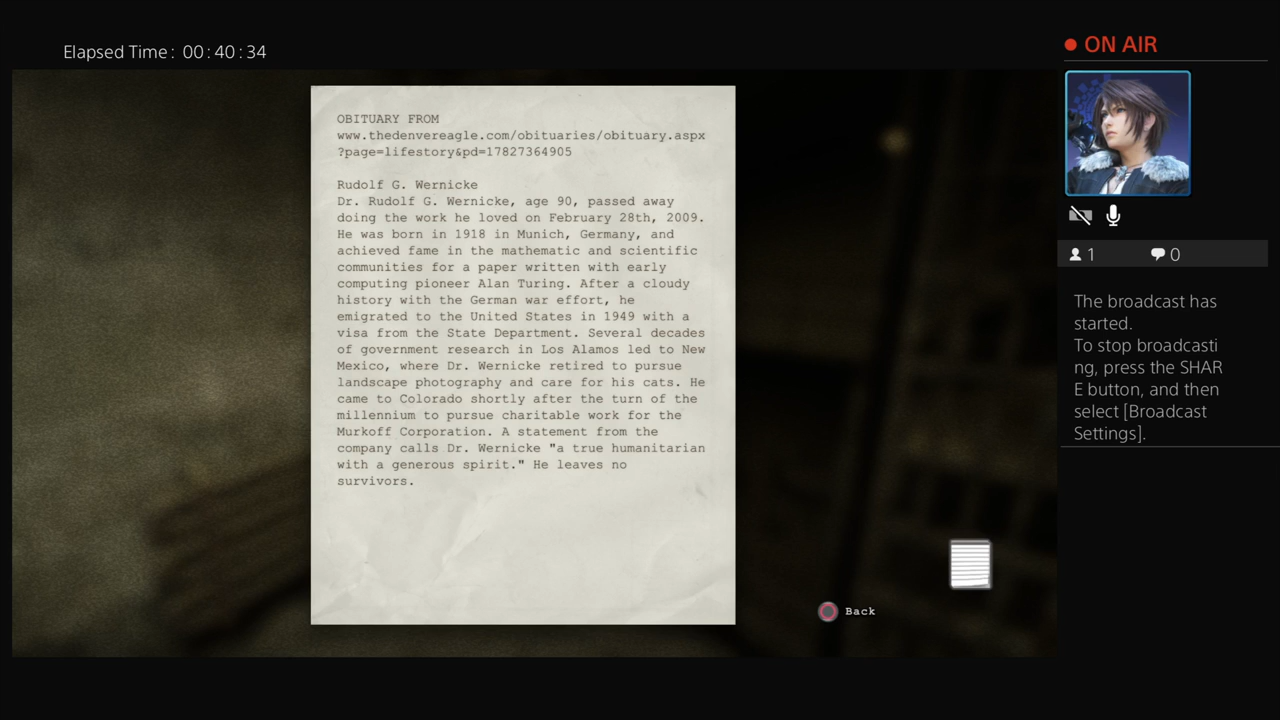 Elapsed Time: 00:40:34
ON AIR
OBITUARY FROM
www.thedenvereagle.com/obituaries/obituary.aspx
?page=lifestory&pd=17827364905
Rudolf G. Wernicke
Dr. Rudolf G. Wernicke, age 90, passed away
doing the work he loved on February 28th, 2009.
He was born in 1918 in Munich, Germany, and
achieved fame in the mathematic and scientific
communities for a paper written with early
computing pioneer Alan Turing. After a cloudy
history with the German war effort, he
emigrated to the United States in 1949 with a
visa from the State Department. Several decades
of government research in Los Alamos led to New
Mexico, where Dr. Wernicke retired to pursue
landscape photography and care for his cats. He
came to Colorado shortly after the turn of the
millennium to pursue charitable work for the
Murkoff Corporation. A statement from the
company calls Dr. Wernicke "a true humanitarian
with a generous spirit." He leaves no
survivors.
Back
1
0
The broadcast has
started.
To stop broadcasti
ng, press the SHAR
E button, and then
select [Broadcast
Settings].